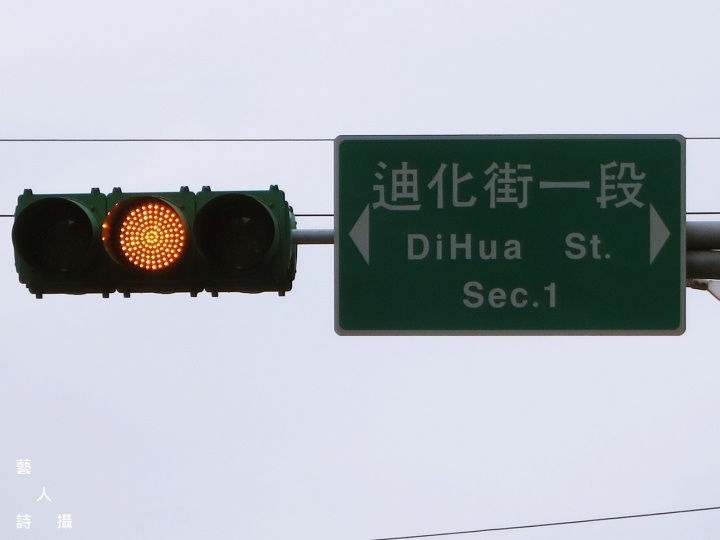 迪化街一段
DiHua St.
Sec.1
藝
人
詩 攝